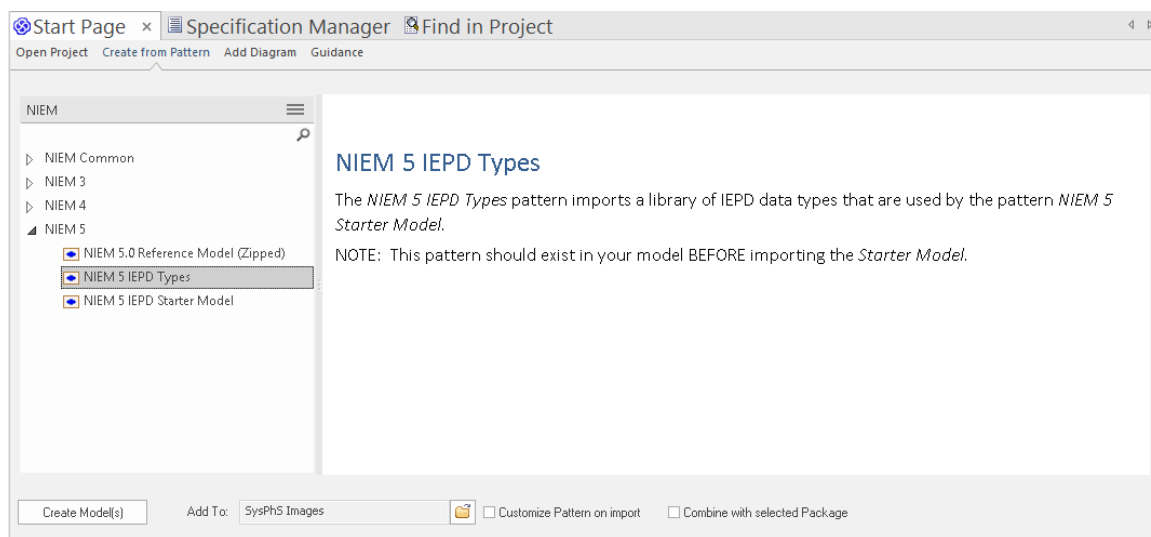 Start Page × Specification Manager Find in Project
Open Project Create from Pattern Add Diagram Guidance
NIEM
NIEM Common
NIEM 3
NIEM 4
NIEM 5
NIEM 5.0 Reference Model (Zipped)
NIEM 5 IEPD Types
NIEM 5 IEPD Starter Model
NIEM 5 IEPD Types
The NIEM 5 IEPD Types pattern imports a library of IEPD data types that are used by the pattern NIEM 5
Starter Model.
NOTE: This pattern should exist in your model BEFORE importing the Starter Model.
Create Model(s) Add To: SysPhS Images Customize Pattern on import Combine with selected Package